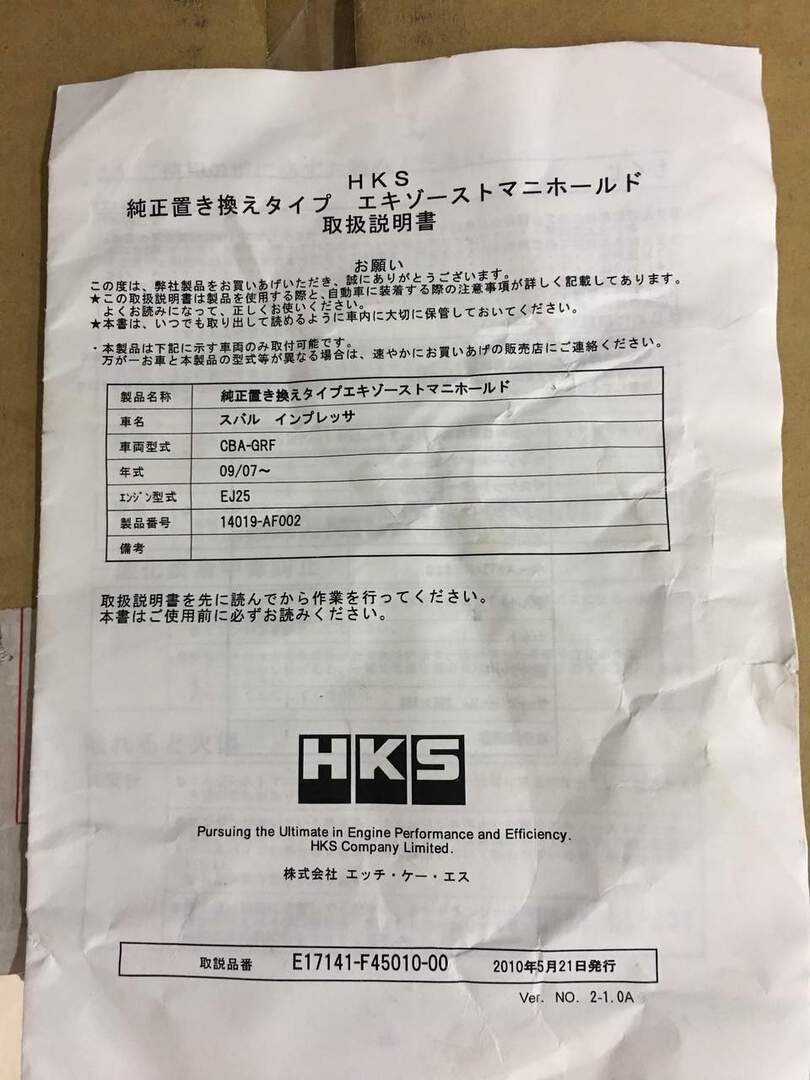 HKS
純正置き換えタイプ エキゾーストマニホールド
取扱説明書
お願い
この度は、弊社製品をお買いあげいただき、誠にありがとうございます。
★この取扱説明書は製品を使用する際と、自動車に装着する際の注意事項が詳しく記載してあります。
よくお読みになって、正しくお使いください。
★本書は、いつでも取り出して読めるように車内に大切に保管しておいてください。
・本製品は下記に示す車両のみ取付可能です。
万が一お車と本製品の型式等が異なる場合は、速やかにお買いあげの販売店にご連絡ください。
製品名称 純正置き換えタイプエキゾーストマニホールド
車名 スバル インプレッサ
車両型式 CBA-GRF
年式 09/07～
ｴﾝｼﾞﾝ型式 EJ25
製品番号 14019-AF002
備考
取扱説明書を先に読んでから作業を行ってください。
本書はご使用前に必ずお読みください。
HKS
Pursuing the Ultimate in Engine Performance and Efficiency.
HKS Company Limited.
株式会社 エッチ・ケー・エス
取説品番 E17141-F45010-00 2010年5月21日発行
Ver. NO. 2-1.0A